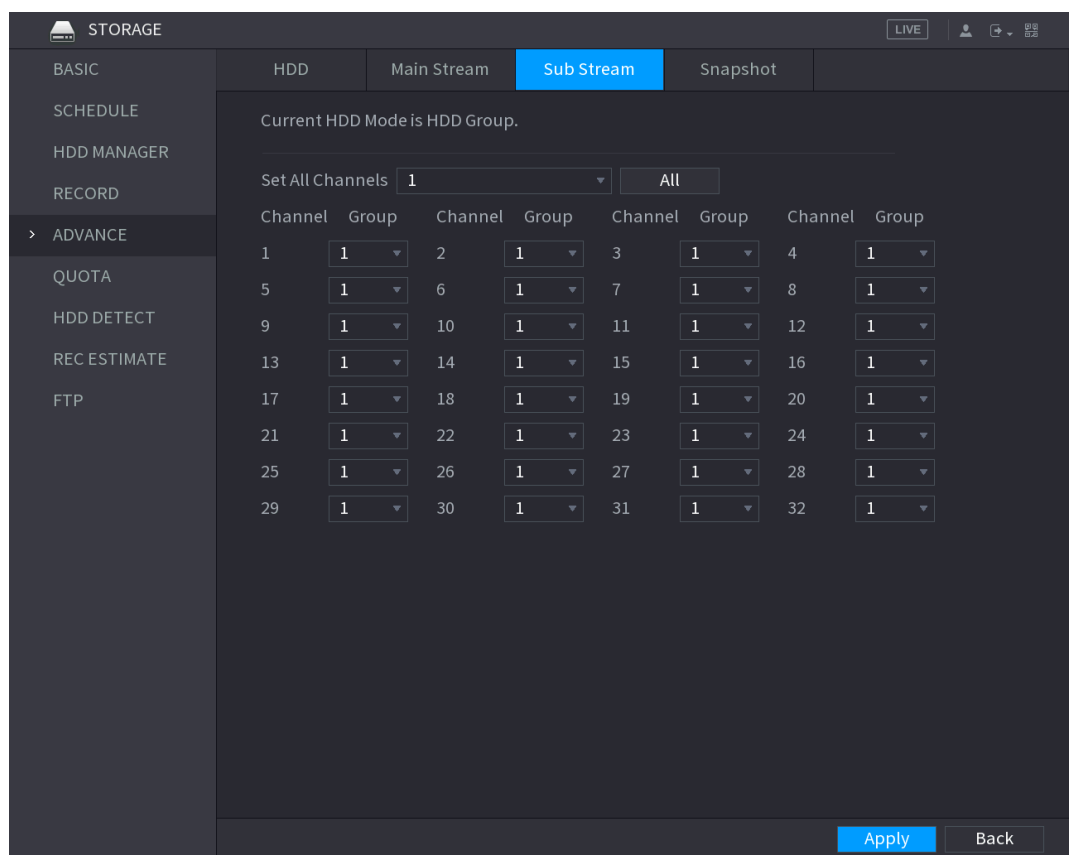 STORAGE
LIVE
BASIC
SCHEDULE
HDD MANAGER
RECORD
ADVANCE
QUOTA
HDD DETECT
REC ESTIMATE
FTP
HDD Main Stream Sub Stream Snapshot
Current HDD Mode is HDD Group.
Set All Channels 1 All
Channel Group Channel Group Channel Group Channel Group
1 1 2 1 3 1 4 1
5 1 6 1 7 1 8 1
9 1 10 1 11 1 12 1
13 1 14 1 15 1 16 1
17 1 18 1 19 1 20 1
21 1 22 1 23 1 24 1
25 1 26 1 27 1 28 1
29 1 30 1 31 1 32 1
Apply Back